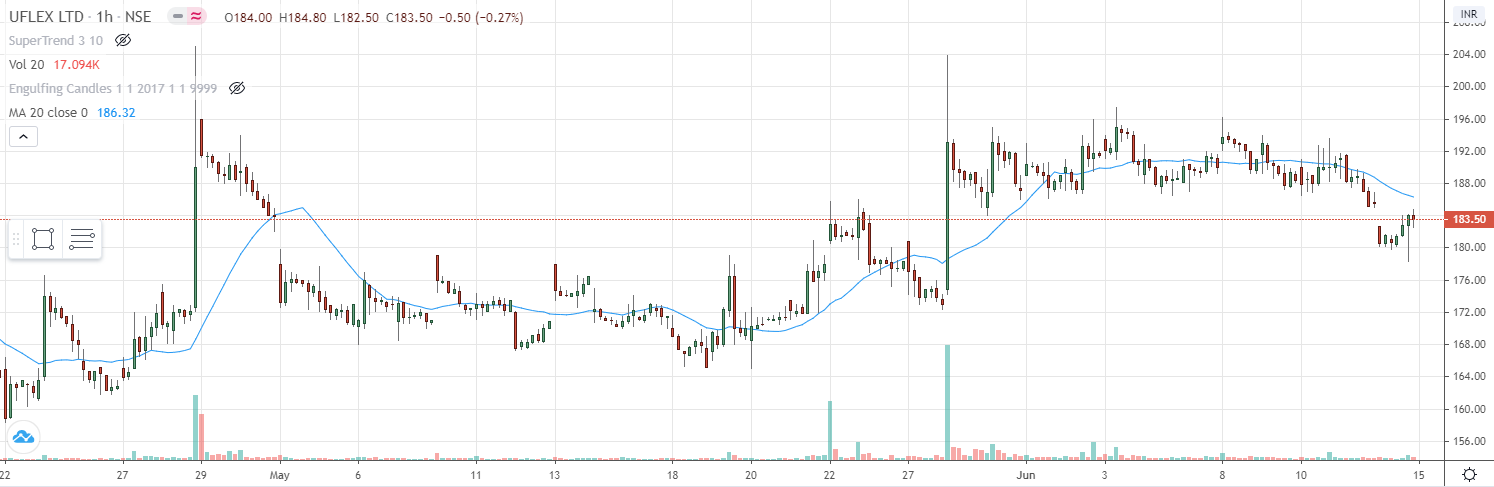 UFLEX LTD · 1h · NSE O184.00 H184.80 L182.50 C183.50 −0.50 (−0.27%)
INR
SuperTrend 3 10
Vol 20 17.094K
Engulfing Candles 1 1 2017 1 1 9999
MA 20 close 0 186.32
208.00
204.00
200.00
196.00
192.00
188.00
183.50
180.00
176.00
172.00
168.00
164.00
160.00
156.00
22 27 29 May 6 11 13 18 20 27 Jun 3 8 10 15